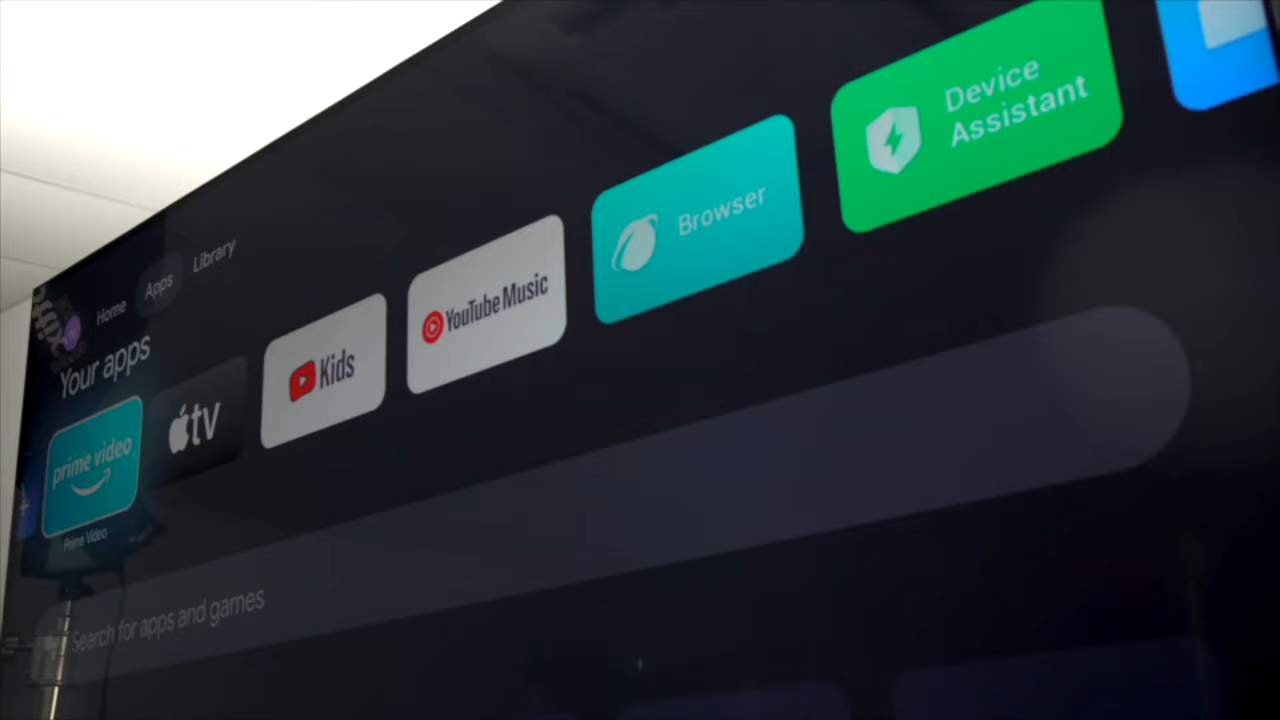 Home
Apps
Library
Your apps
prime video
tv
Kids
YouTube Music
Browser
Device
Assistant
Prime Video
Search for apps and games